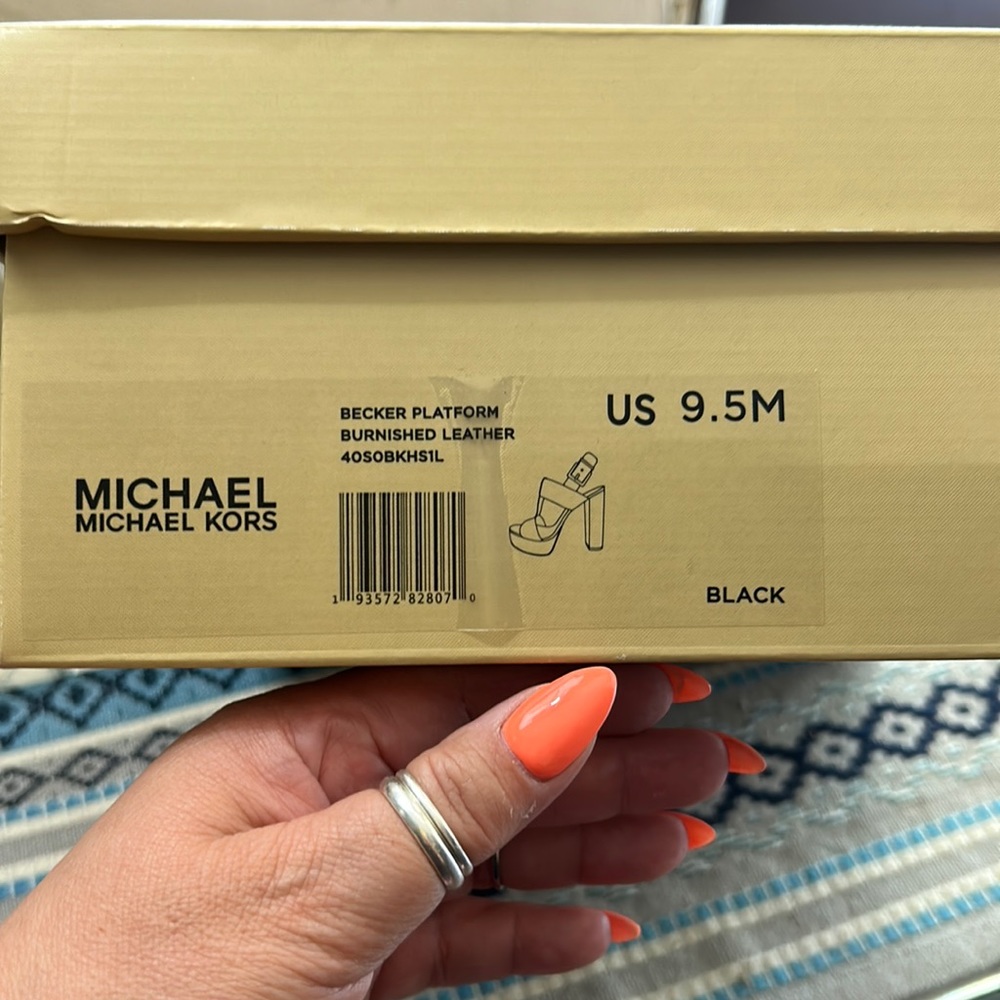 MICHAEL
MICHAEL KORS
BECKER PLATFORM
BURNISHED LEATHER
40S0BKHS1L
1 93572 82807 0
US 9.5M
BLACK